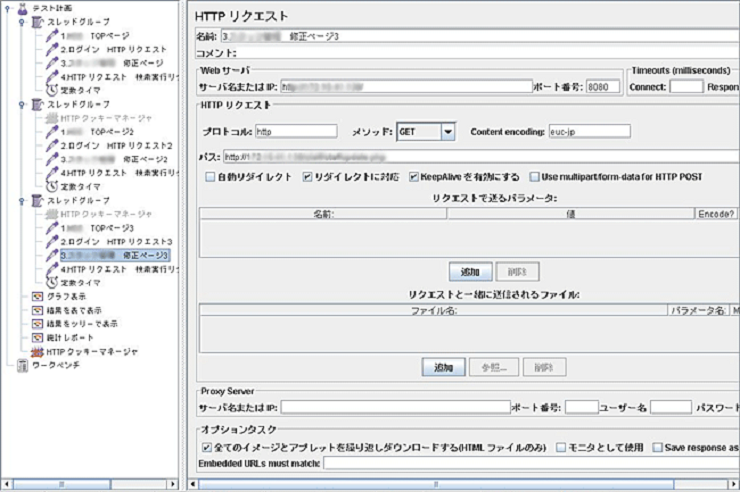 テスト計画
スレッドグループ
1. TOPページ
2.ログイン HTTP リクエスト
3. 修正ページ
4.HTTP リクエスト 検索実行リク
定数タイマ
スレッドグループ
HTTP クッキーマネージャ
1. TOPページ2
2.ログイン HTTP リクエスト2
3. 修正ページ2
4.HTTP リクエスト 検索実行リク
定数タイマ
スレッドグループ
HTTP クッキーマネージャ
1. TOPページ3
2.ログイン HTTP リクエスト3
3. 修正ページ3
4.HTTP リクエスト 検索実行リク
定数タイマ
グラフ表示
結果を表で表示
結果をツリーで表示
統計レポート
HTTP クッキーマネージャ
ワークベンチ
HTTP リクエスト
名前: 3. 修正ページ3
コメント:
Web サーバ
Timeouts (milliseconds)
サーバ名または IP: ポート番号: 8080
Connect: Respon
HTTP リクエスト
プロトコル: http メソッド: GET Content encoding: euc-jp
パス: http://1
自動リダイレクト リダイレクトに対応 KeepAlive を有効にする Use multipart/form-data for HTTP POST
リクエストで送るパラメータ:
名前: 値 Encode?
追加 削除
リクエストと一緒に送信されるファイル:
ファイル名: パラメータ名: M
追加 参照... 削除
Proxy Server
サーバ名または IP: ポート番号: ユーザー名 パスワード
オプションタスク
全てのイメージとアプレットを繰り返しダウンロードする(HTML ファイルのみ) モニタとして使用 Save response as
Embedded URLs must match: